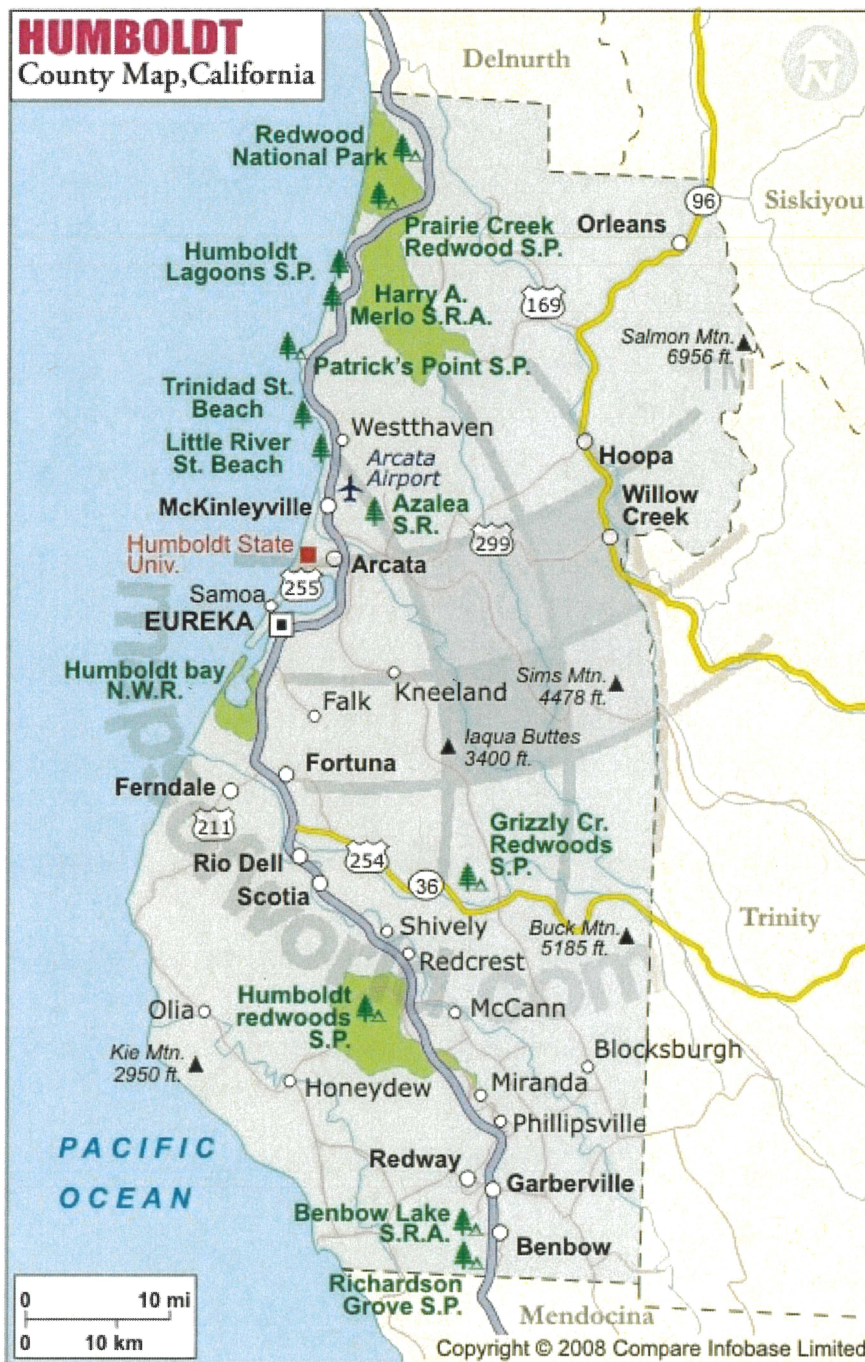 HUMBOLDT
County Map,California
Delnurth
N
Redwood
National Park
96
Siskiyou
Prairie Creek
Redwood S.P.
Orleans
Humboldt
Lagoons S.P.
Harry A.
Merlo S.R.A.
169
Salmon Mtn.
6956 ft.
Patrick's Point S.P.
TM
Trinidad St.
Beach
Westthaven
Little River
St. Beach
Hoopa
Arcata
Airport
Willow
Creek
McKinleyville
Azalea
S.R.
Humboldt State
Univ.
299
Arcata
255
Samoa
EUREKA
Humboldt bay
N.W.R.
Kneeland
Sims Mtn.
4478 ft.
Falk
Iaqua Buttes
3400 ft.
Fortuna
Ferndale
211
Grizzly Cr.
Redwoods
S.P.
254
Rio Dell
36
Scotia
Shively
Buck Mtn.
5185 ft.
Trinity
Redcrest
mapsofworld.com
Humboldt
redwoods
S.P.
Olia
McCann
Kie Mtn.
2950 ft.
Blocksburgh
Honeydew
Miranda
Phillipsville
PACIFIC
OCEAN
Redway
Garberville
Benbow Lake
S.R.A.
Benbow
Richardson
Grove S.P.
0 10 mi
0 10 km
Mendocina
Copyright © 2008 Compare Infobase Limited